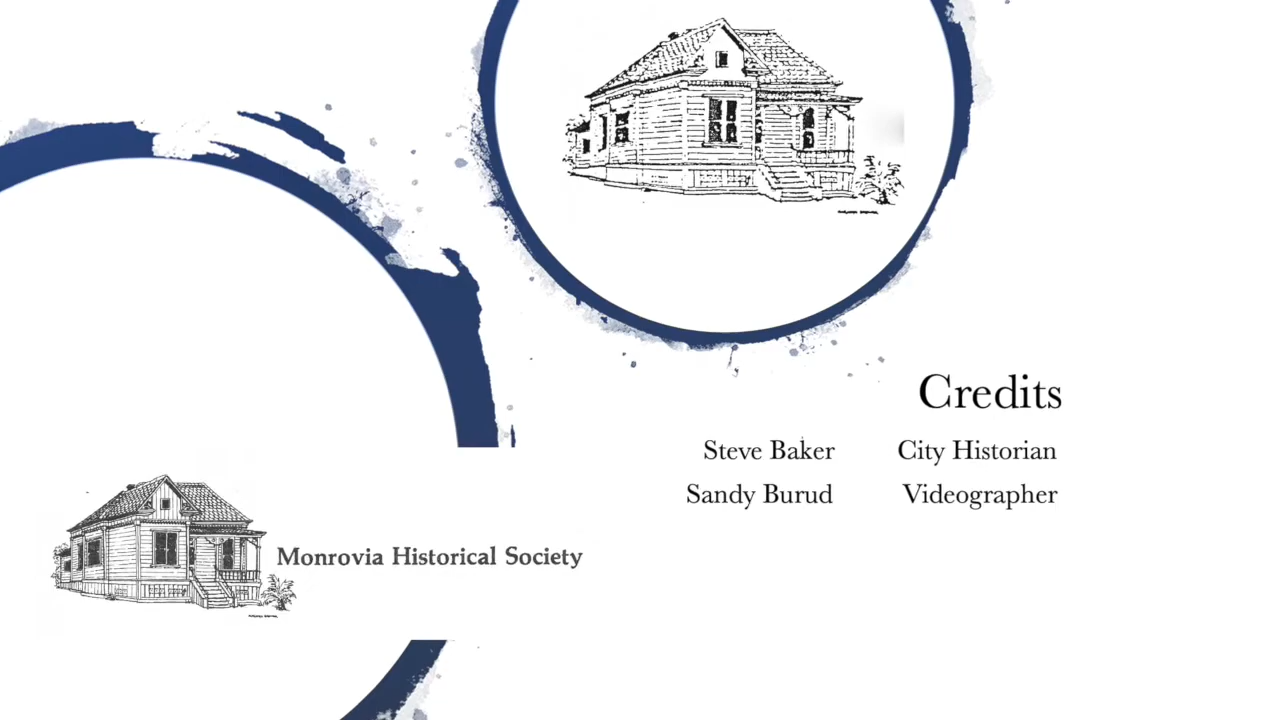 Credits
Steve Baker City Historian
Sandy Burud Videographer
Monrovia Historical Society